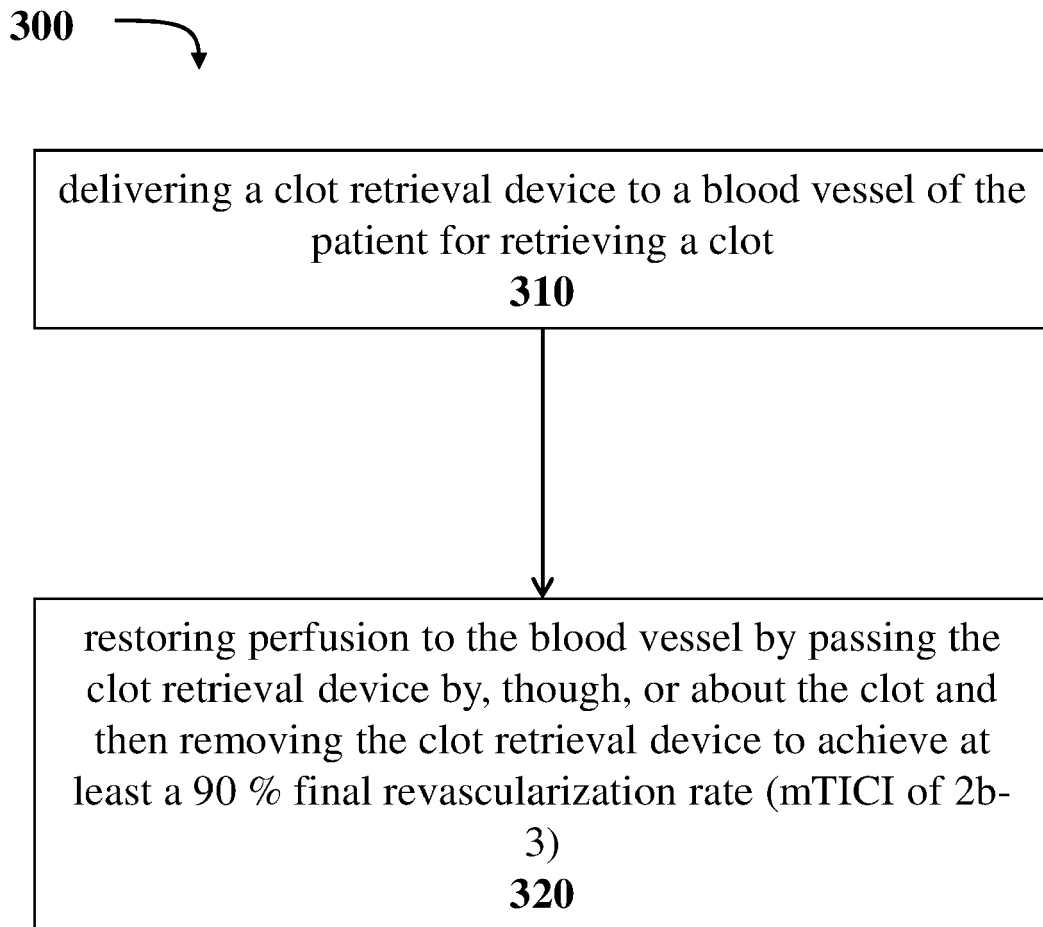 300
delivering a clot retrieval device to a blood vessel of the
patient for retrieving a clot
310
restoring perfusion to the blood vessel by passing the
clot retrieval device by, though, or about the clot and
then removing the clot retrieval device to achieve at
least a 90 % final revascularization rate (mTICI of 2b-
3)
320